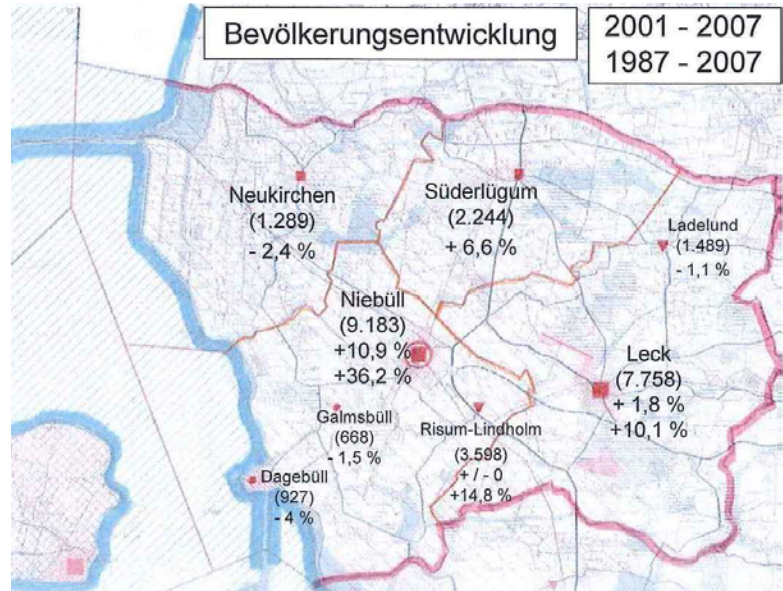 Bevölkerungsentwicklung
2001 - 2007
1987 - 2007
Neukirchen
(1.289)
- 2,4 %
Süderlügum
(2.244)
+ 6,6 %
Ladelund
(1.489)
- 1,1 %
Niebüll
(9.183)
+10,9 %
+36,2 %
Leck
(7.758)
+ 1,8 %
+10,1 %
Galmsbüll
(668)
- 1,5 %
Risum-Lindholm
(3.598)
+ / - 0
+14,8 %
Dagebüll
(927)
- 4 %